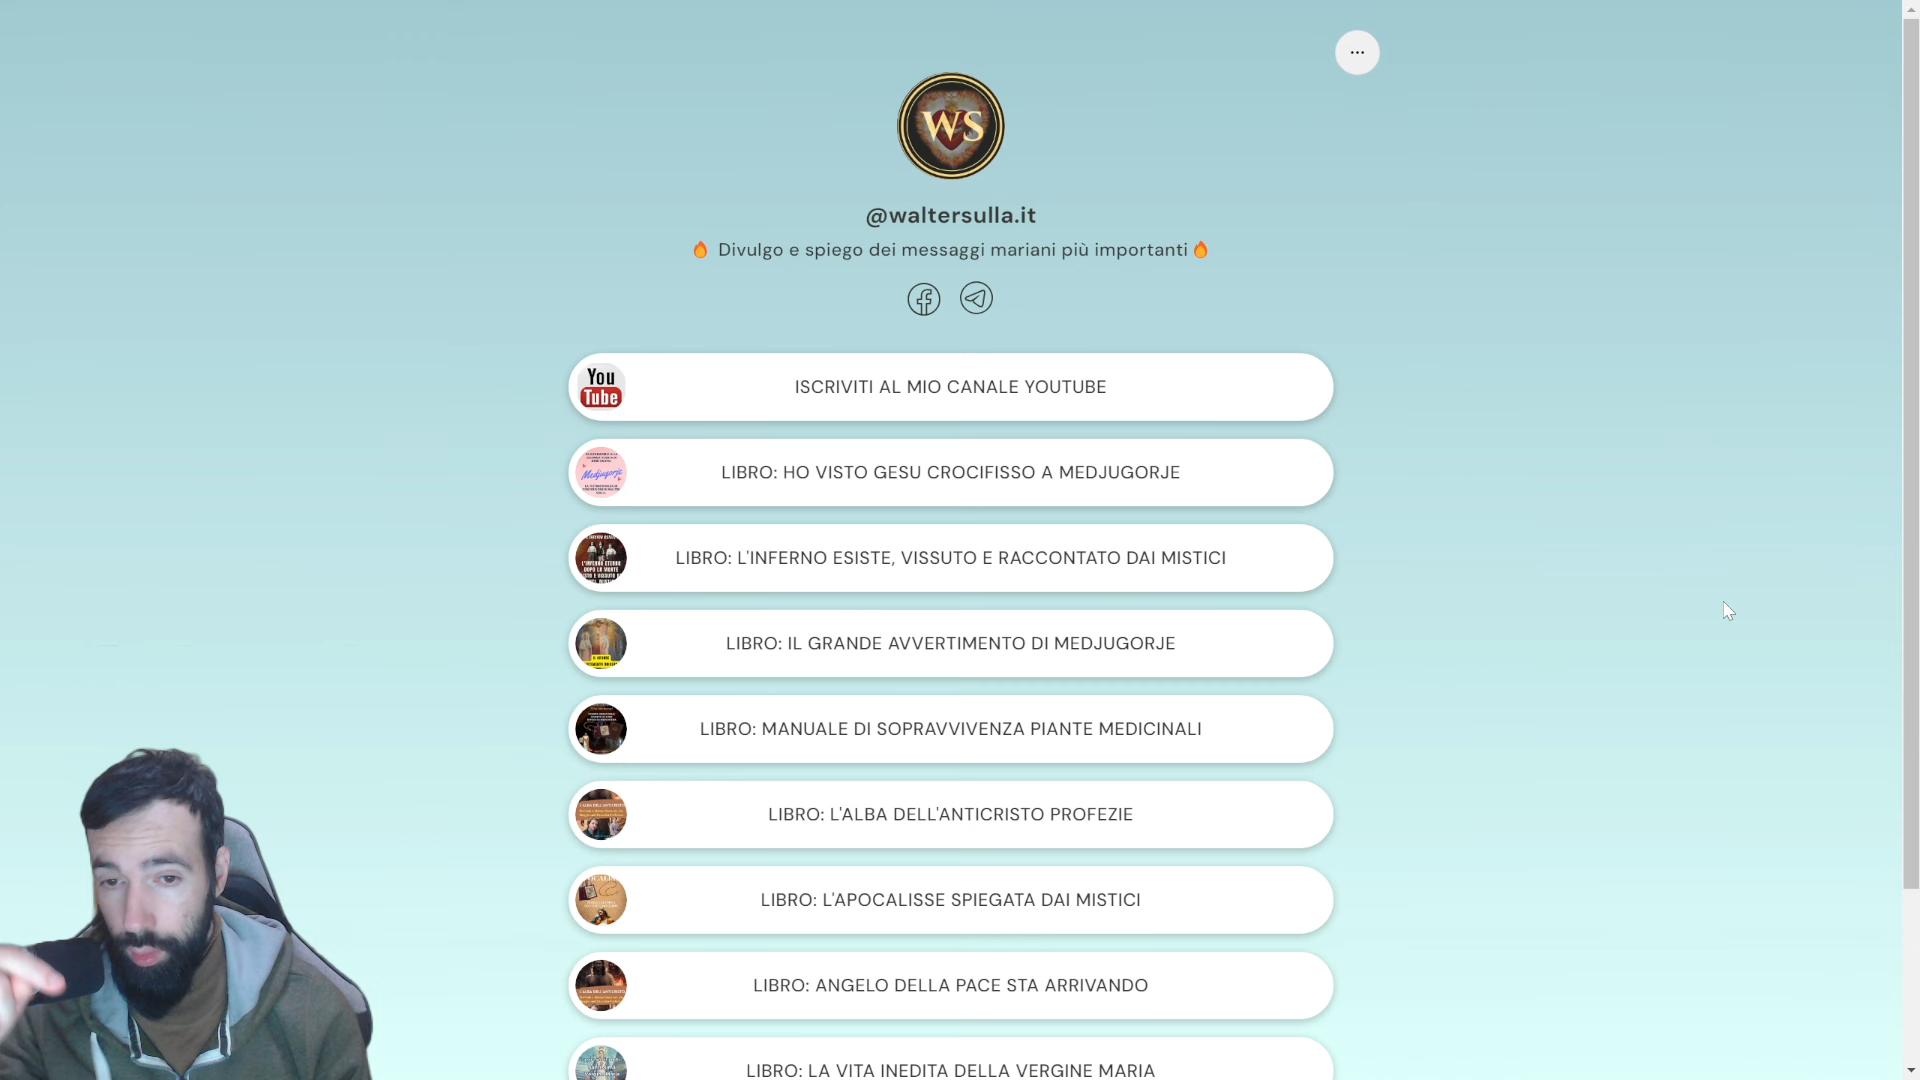 WS
@waltersulla.it
🔥 Divulgo e spiego dei messaggi mariani più importanti 🔥
You
Tube
ISCRIVITI AL MIO CANALE YOUTUBE
Medjugorje
LIBRO: HO VISTO GESU CROCIFISSO A MEDJUGORJE
LIBRO: L'INFERNO ESISTE, VISSUTO E RACCONTATO DAI MISTICI
LIBRO: IL GRANDE AVVERTIMENTO DI MEDJUGORJE
LIBRO: MANUALE DI SOPRAVVIVENZA PIANTE MEDICINALI
LIBRO: L'ALBA DELL'ANTICRISTO PROFEZIE
LIBRO: L'APOCALISSE SPIEGATA DAI MISTICI
LIBRO: ANGELO DELLA PACE STA ARRIVANDO
LIBRO: LA VITA INEDITA DELLA VERGINE MARIA